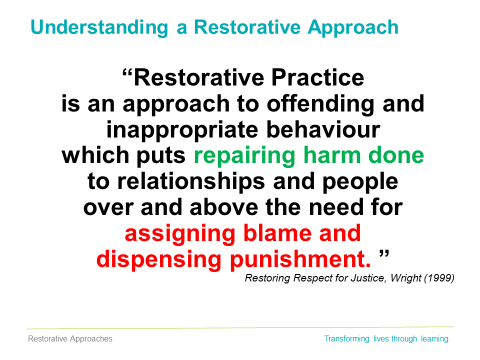 Understanding a Restorative Approach
“Restorative Practice
is an approach to offending and
inappropriate behaviour
which puts repairing harm done
to relationships and people
over and above the need for
assigning blame and
dispensing punishment. ”
Restoring Respect for Justice, Wright (1999)
Restorative Approaches
Transforming lives through learning